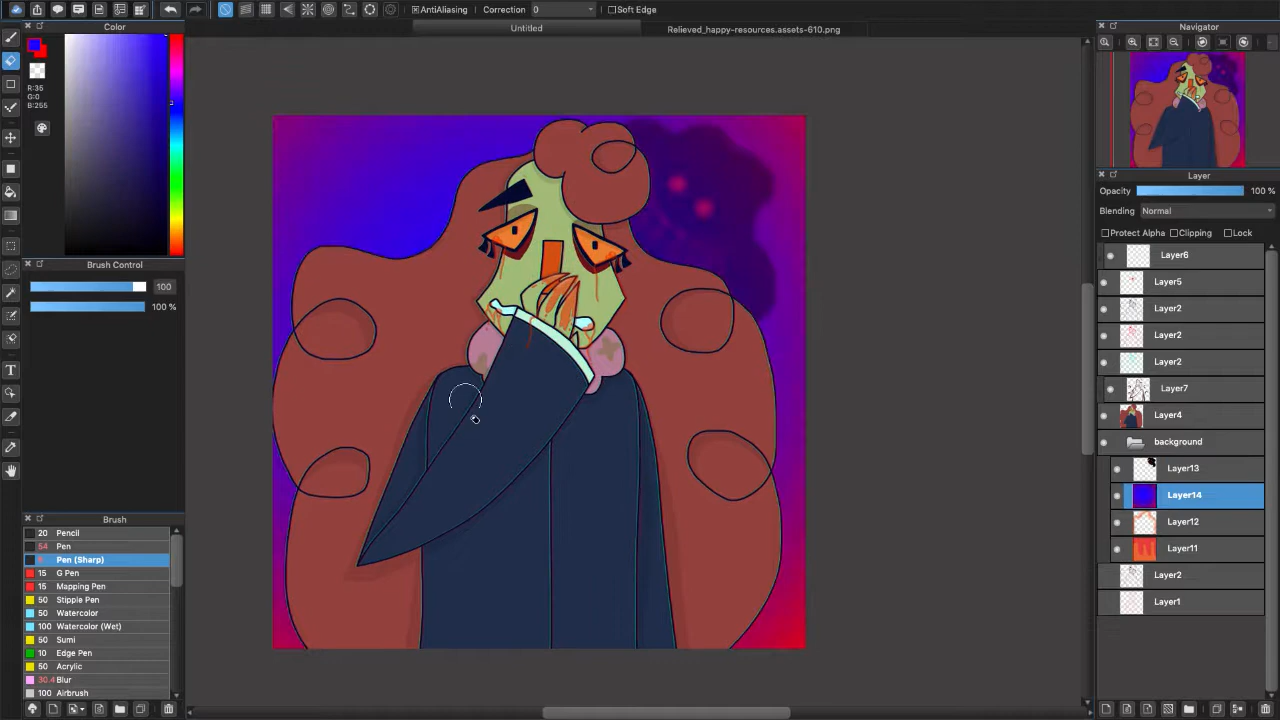 AntiAliasing
Correction
0
Soft Edge
Untitled
Relieved_happy-resources.assets-610.png
Color
R:35
G:0
B:255
Brush Control
100
100 %
Brush
20 Pencil
54 Pen
Pen (Sharp)
15 G Pen
15 Mapping Pen
50 Stipple Pen
50 Watercolor
100 Watercolor (Wet)
50 Sumi
10 Edge Pen
50 Acrylic
30.4 Blur
100 Airbrush
Navigator
Layer
Opacity
100 %
Blending
Normal
Protect Alpha
Clipping
Lock
Layer6
Layer5
Layer2
Layer2
Layer2
Layer7
Layer4
background
Layer13
Layer14
Layer12
Layer11
Layer2
Layer1